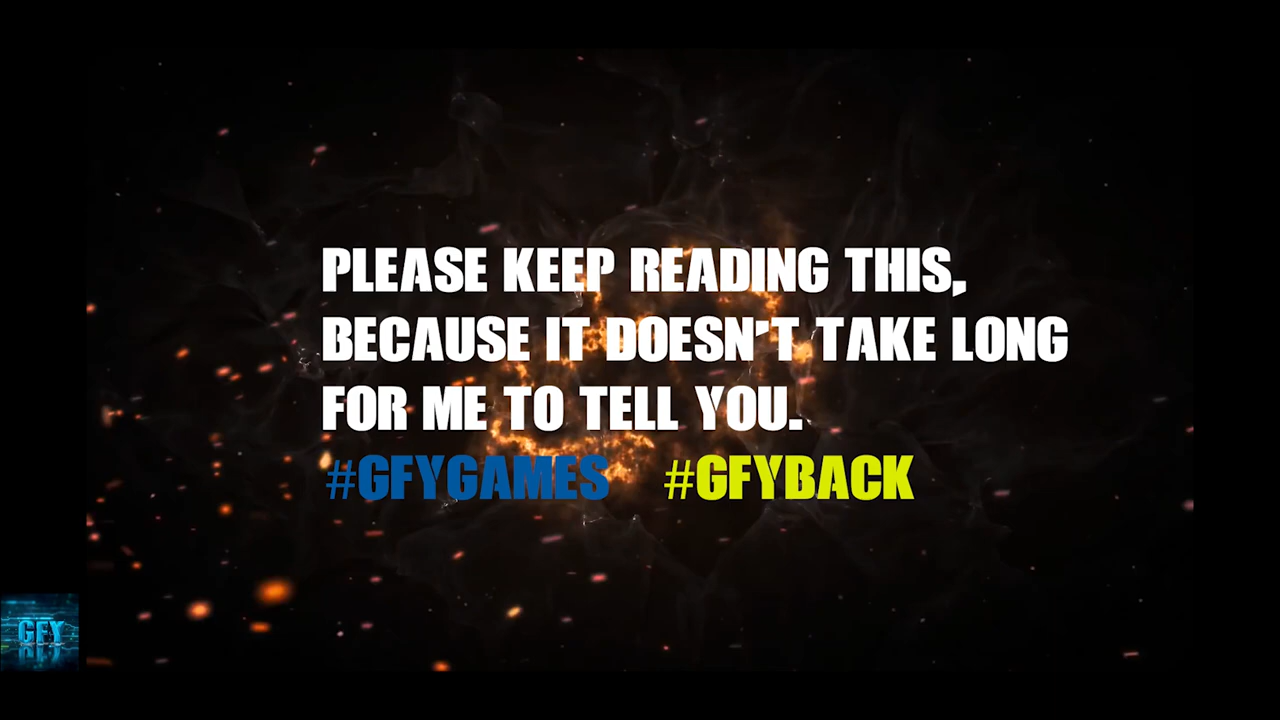 PLEASE KEEP READING THIS,
BECAUSE IT DOESN'T TAKE LONG
FOR ME TO TELL YOU.
#GFYGAMES #GFYBACK
GFY